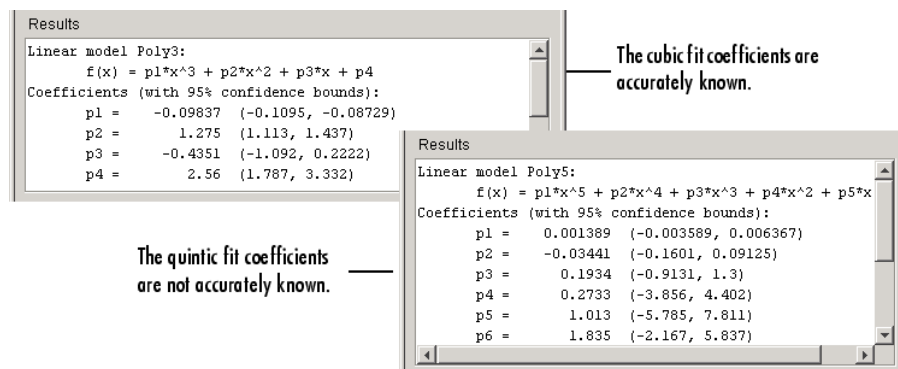 Results
Linear model Poly3:
f(x) = p1*x^3 + p2*x^2 + p3*x + p4
Coefficients (with 95% confidence bounds):
p1 = -0.09837 (-0.1095, -0.08729)
p2 = 1.275 (1.113, 1.437)
p3 = -0.4351 (-1.092, 0.2222)
p4 = 2.56 (1.787, 3.332)
The cubic fit coefficients are
accurately known.
Results
Linear model Poly5:
f(x) = p1*x^5 + p2*x^4 + p3*x^3 + p4*x^2 + p5*x
Coefficients (with 95% confidence bounds):
p1 = 0.001389 (-0.003589, 0.006367)
p2 = -0.03441 (-0.1601, 0.09125)
p3 = 0.1934 (-0.9131, 1.3)
p4 = 0.2733 (-3.856, 4.402)
p5 = 1.013 (-5.785, 7.811)
p6 = 1.835 (-2.167, 5.837)
The quintic fit coefficients
are not accurately known.